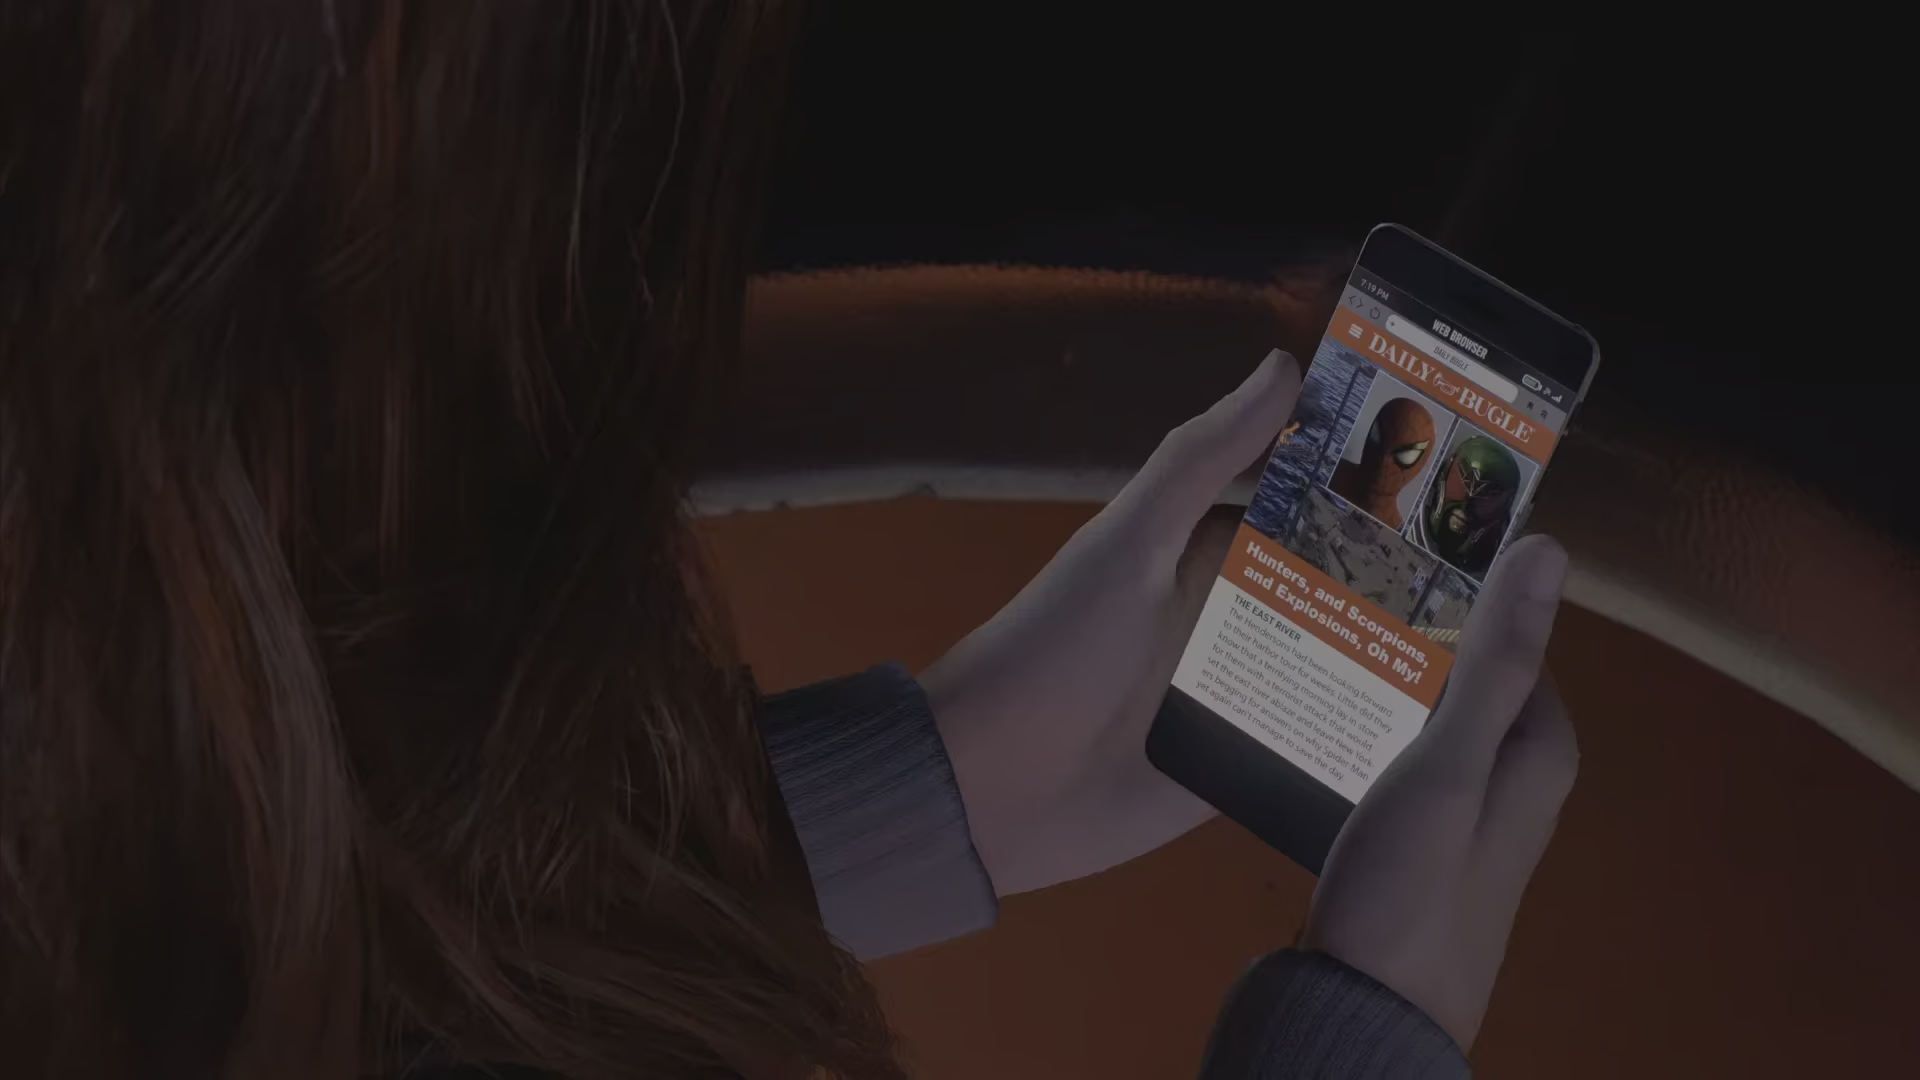 7:19 PM
WEB BROWSER
DAILY BUGLE
DAILY BUGLE
Hunters, and Scorpions,
and Explosions, Oh My!
THE EAST RIVER
The Hendersons had been looking forward
to their harbor tour for weeks. Little did they
know that a terrifying morning lay in store
for them with a terrorist attack that would
set the east river ablaze and leave New York-
ers begging for answers on why Spider-Man
yet again can't manage to save the day.